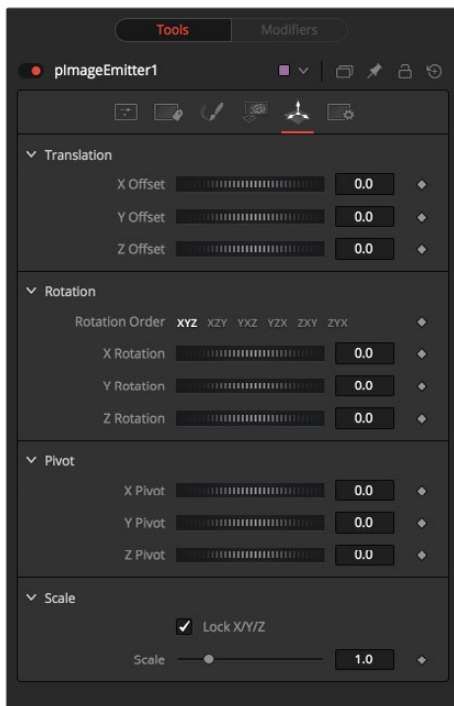 Tools Modifiers
pImageEmitter1
Translation
X Offset 0.0
Y Offset 0.0
Z Offset 0.0
Rotation
Rotation Order XYZ XZY YXZ YZX ZXY ZYX
X Rotation 0.0
Y Rotation 0.0
Z Rotation 0.0
Pivot
X Pivot 0.0
Y Pivot 0.0
Z Pivot 0.0
Scale
Lock X/Y/Z
Scale 1.0